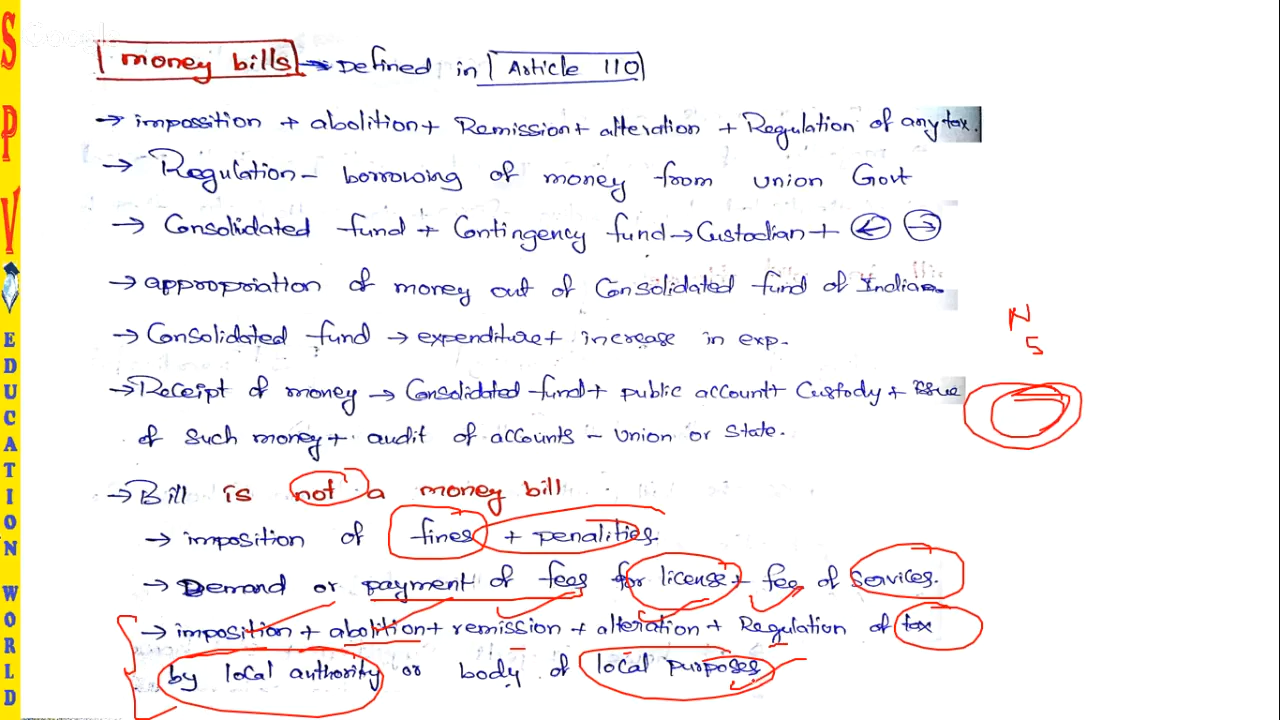 SPV EDUCATION WORLD
Google
money bills → Defined in Article 110
→ impossition + abolition + Remission + alteration + Regulation of any tax.
→ Regulation - borrowing of money from union Govt
→ Consolidated fund + Contingency fund → Custodian + ← →
→ appropriation of money out of Consolidated fund of India.
→ Consolidated fund → expenditure + increase in exp.
→ Receipt of money → Consolidated fund + public account + Custody + issue
of such money + audit of accounts - union or state.
→ Bill is not a money bill
→ imposition of fines + penalities.
→ Demand or payment of fees for license + fee of services.
→ imposition + abolition + remission + alteration + Regulation of tax
by local authority or body of local purposes
N
5